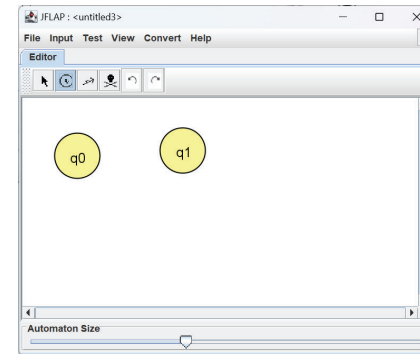 JFLAP : <untitled3>
File Input Test View Convert Help
Editor
q0
q1
Automaton Size